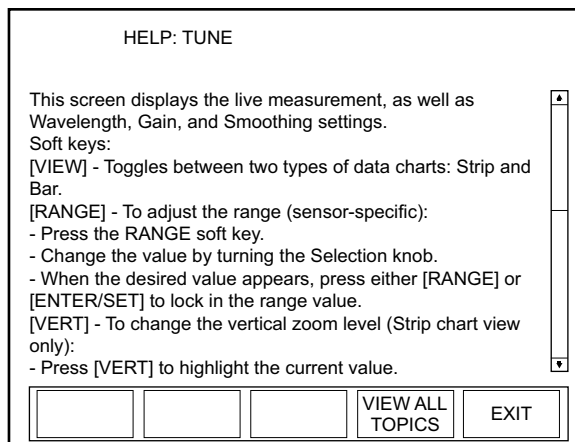 HELP: TUNE
This screen displays the live measurement, as well as
Wavelength, Gain, and Smoothing settings.
Soft keys:
[VIEW] - Toggles between two types of data charts: Strip and
Bar.
[RANGE] - To adjust the range (sensor-specific):
- Press the RANGE soft key.
- Change the value by turning the Selection knob.
- When the desired value appears, press either [RANGE] or
[ENTER/SET] to lock in the range value.
[VERT] - To change the vertical zoom level (Strip chart view
only):
- Press [VERT] to highlight the current value.
VIEW ALL
TOPICS
EXIT